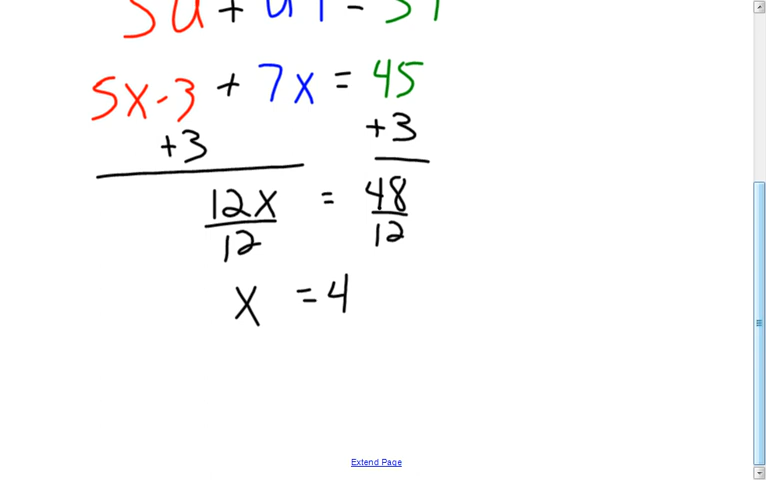 5x-3 + 7x = 45
+3 +3
12x = 48
12 12
x = 4
Extend Page